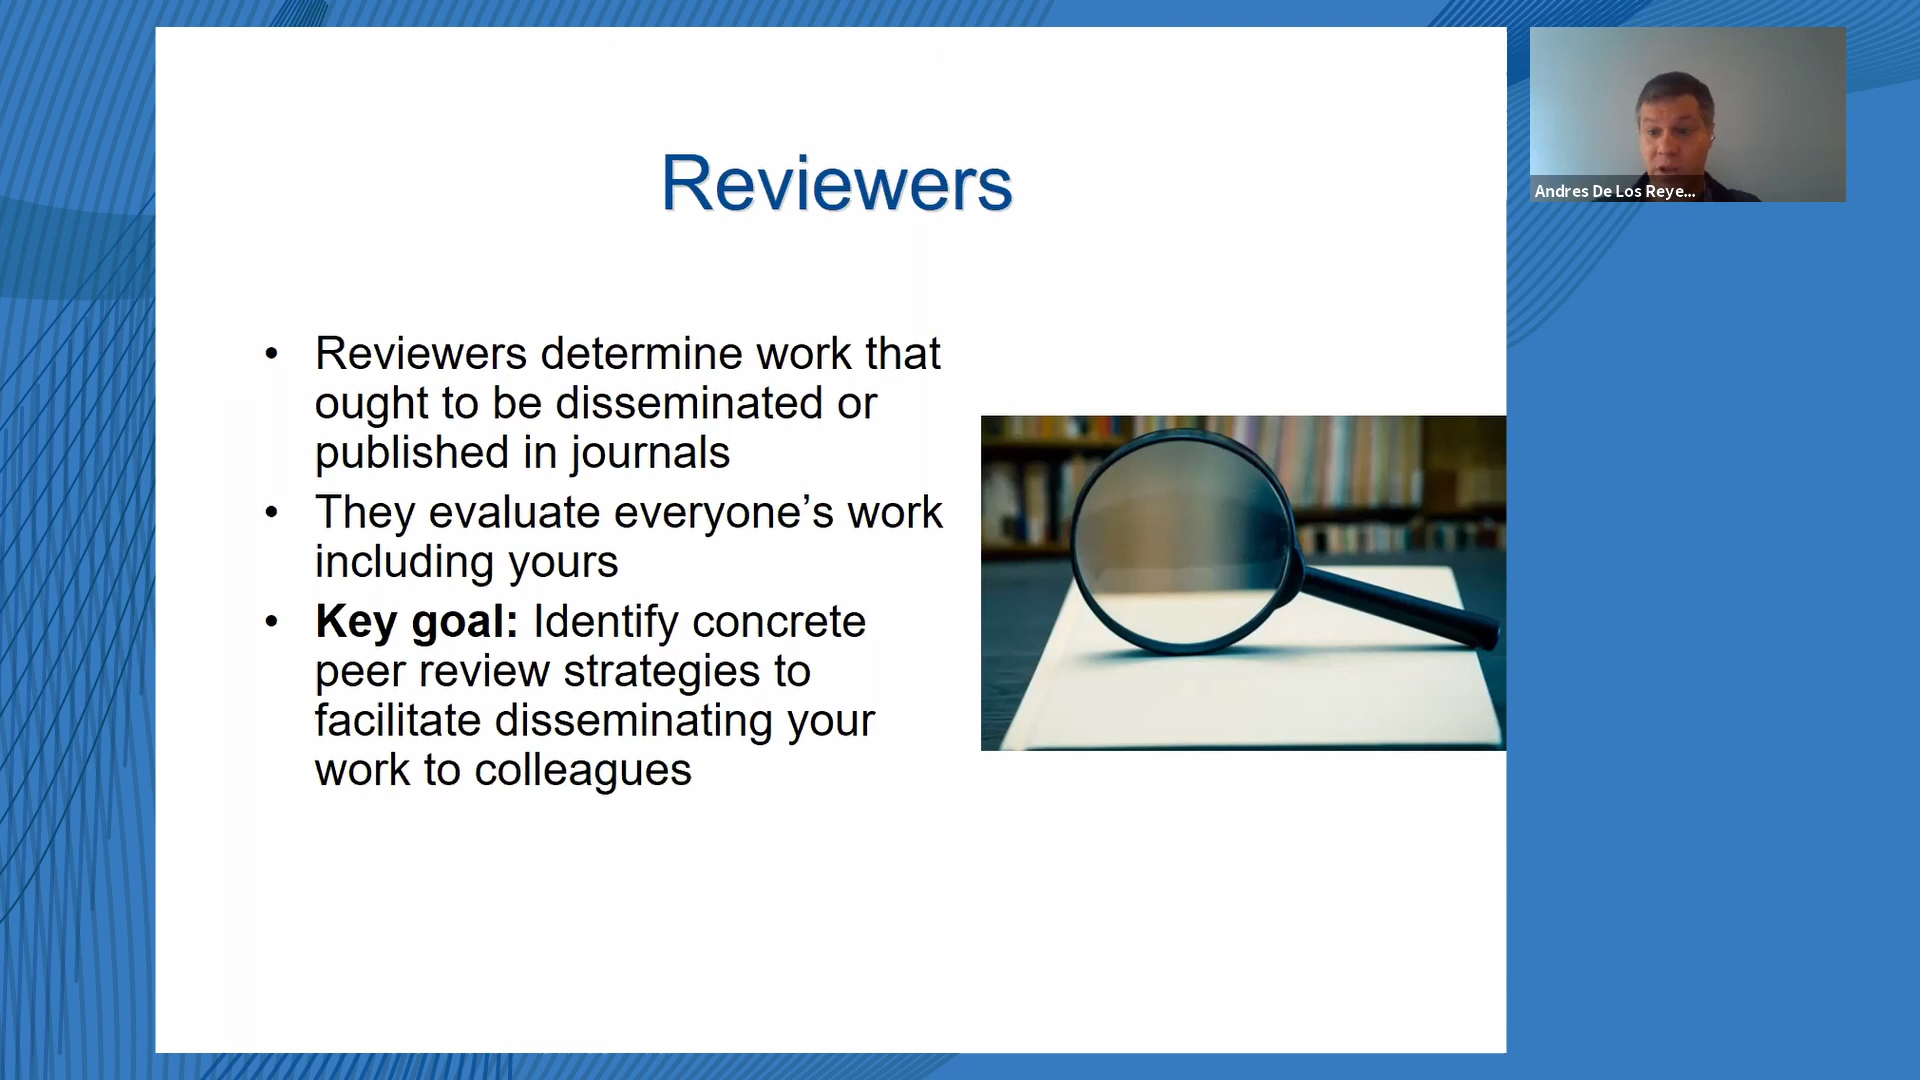 Reviewers
• Reviewers determine work that
ought to be disseminated or
published in journals
• They evaluate everyone’s work
including yours
• Key goal: Identify concrete
peer review strategies to
facilitate disseminating your
work to colleagues
Andres De Los Reye...